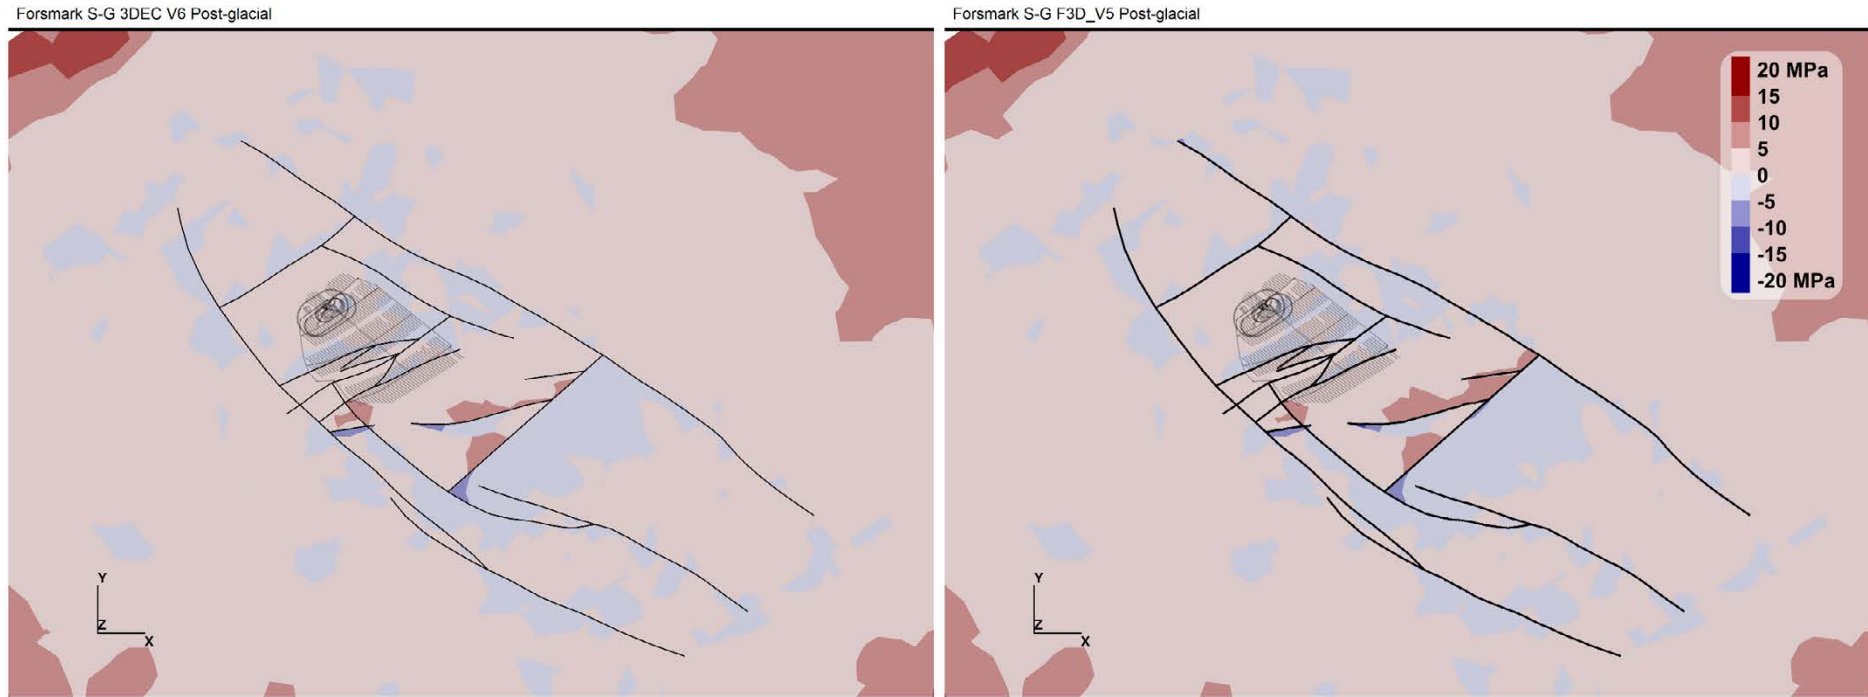 Forsmark S-G 3DEC V6 Post-glacial
Forsmark S-G F3D_V5 Post-glacial
20 MPa
15
10
5
0
-5
-10
-15
-20 MPa
Y
Z
X
Y
Z
X